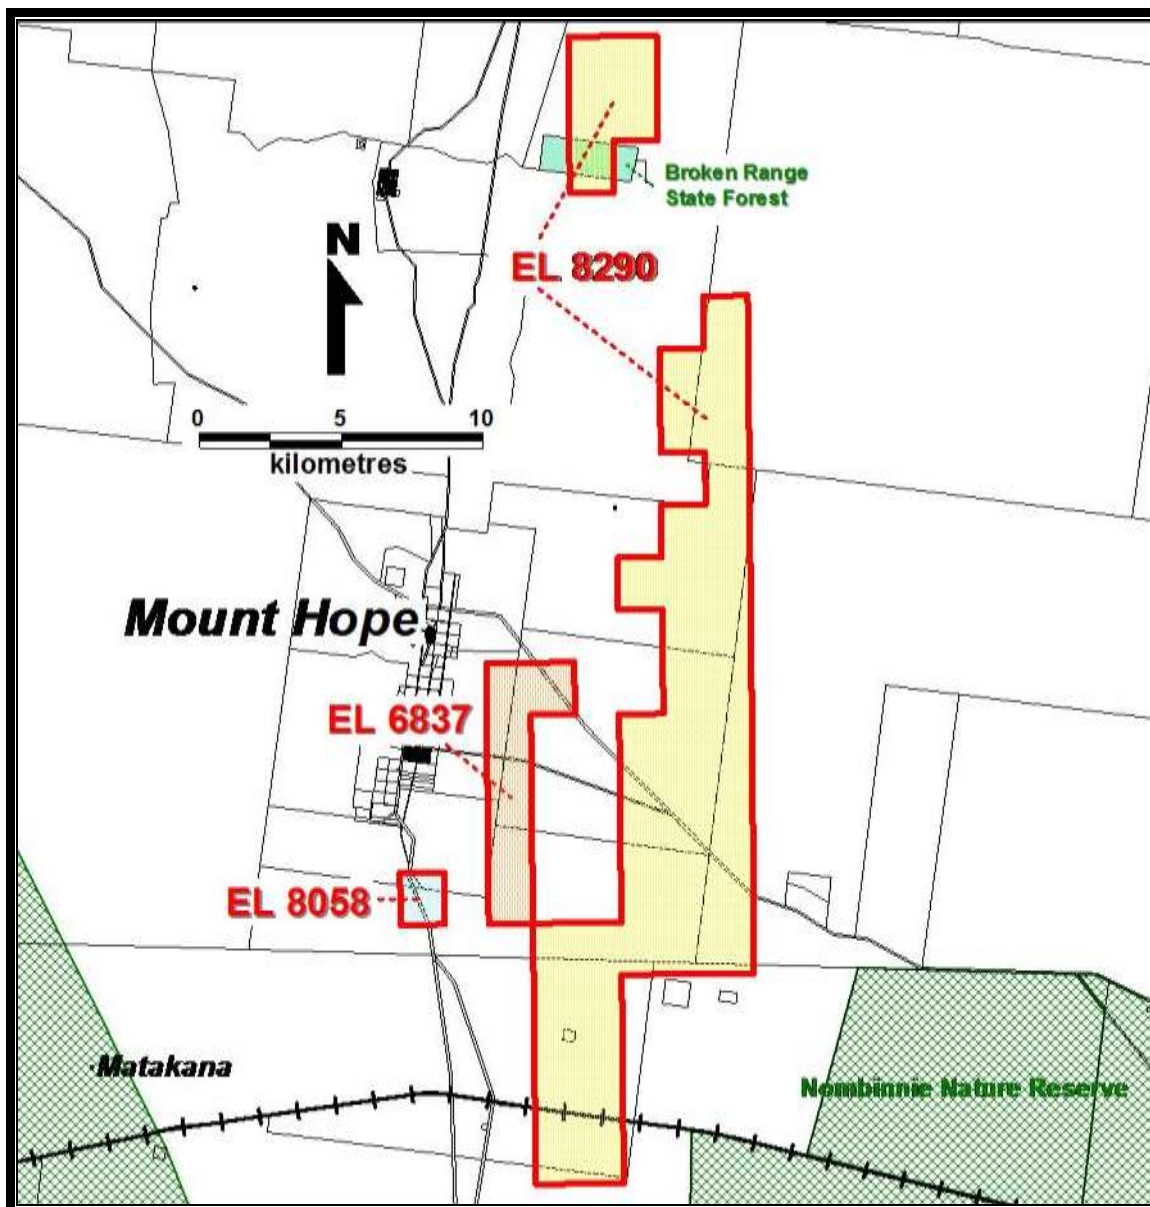 Broken Range
State Forest
EL 8290
N
0 5 10
kilometres
Mount Hope
EL 6837
EL 8058
Matakana
Nombinnie Nature Reserve